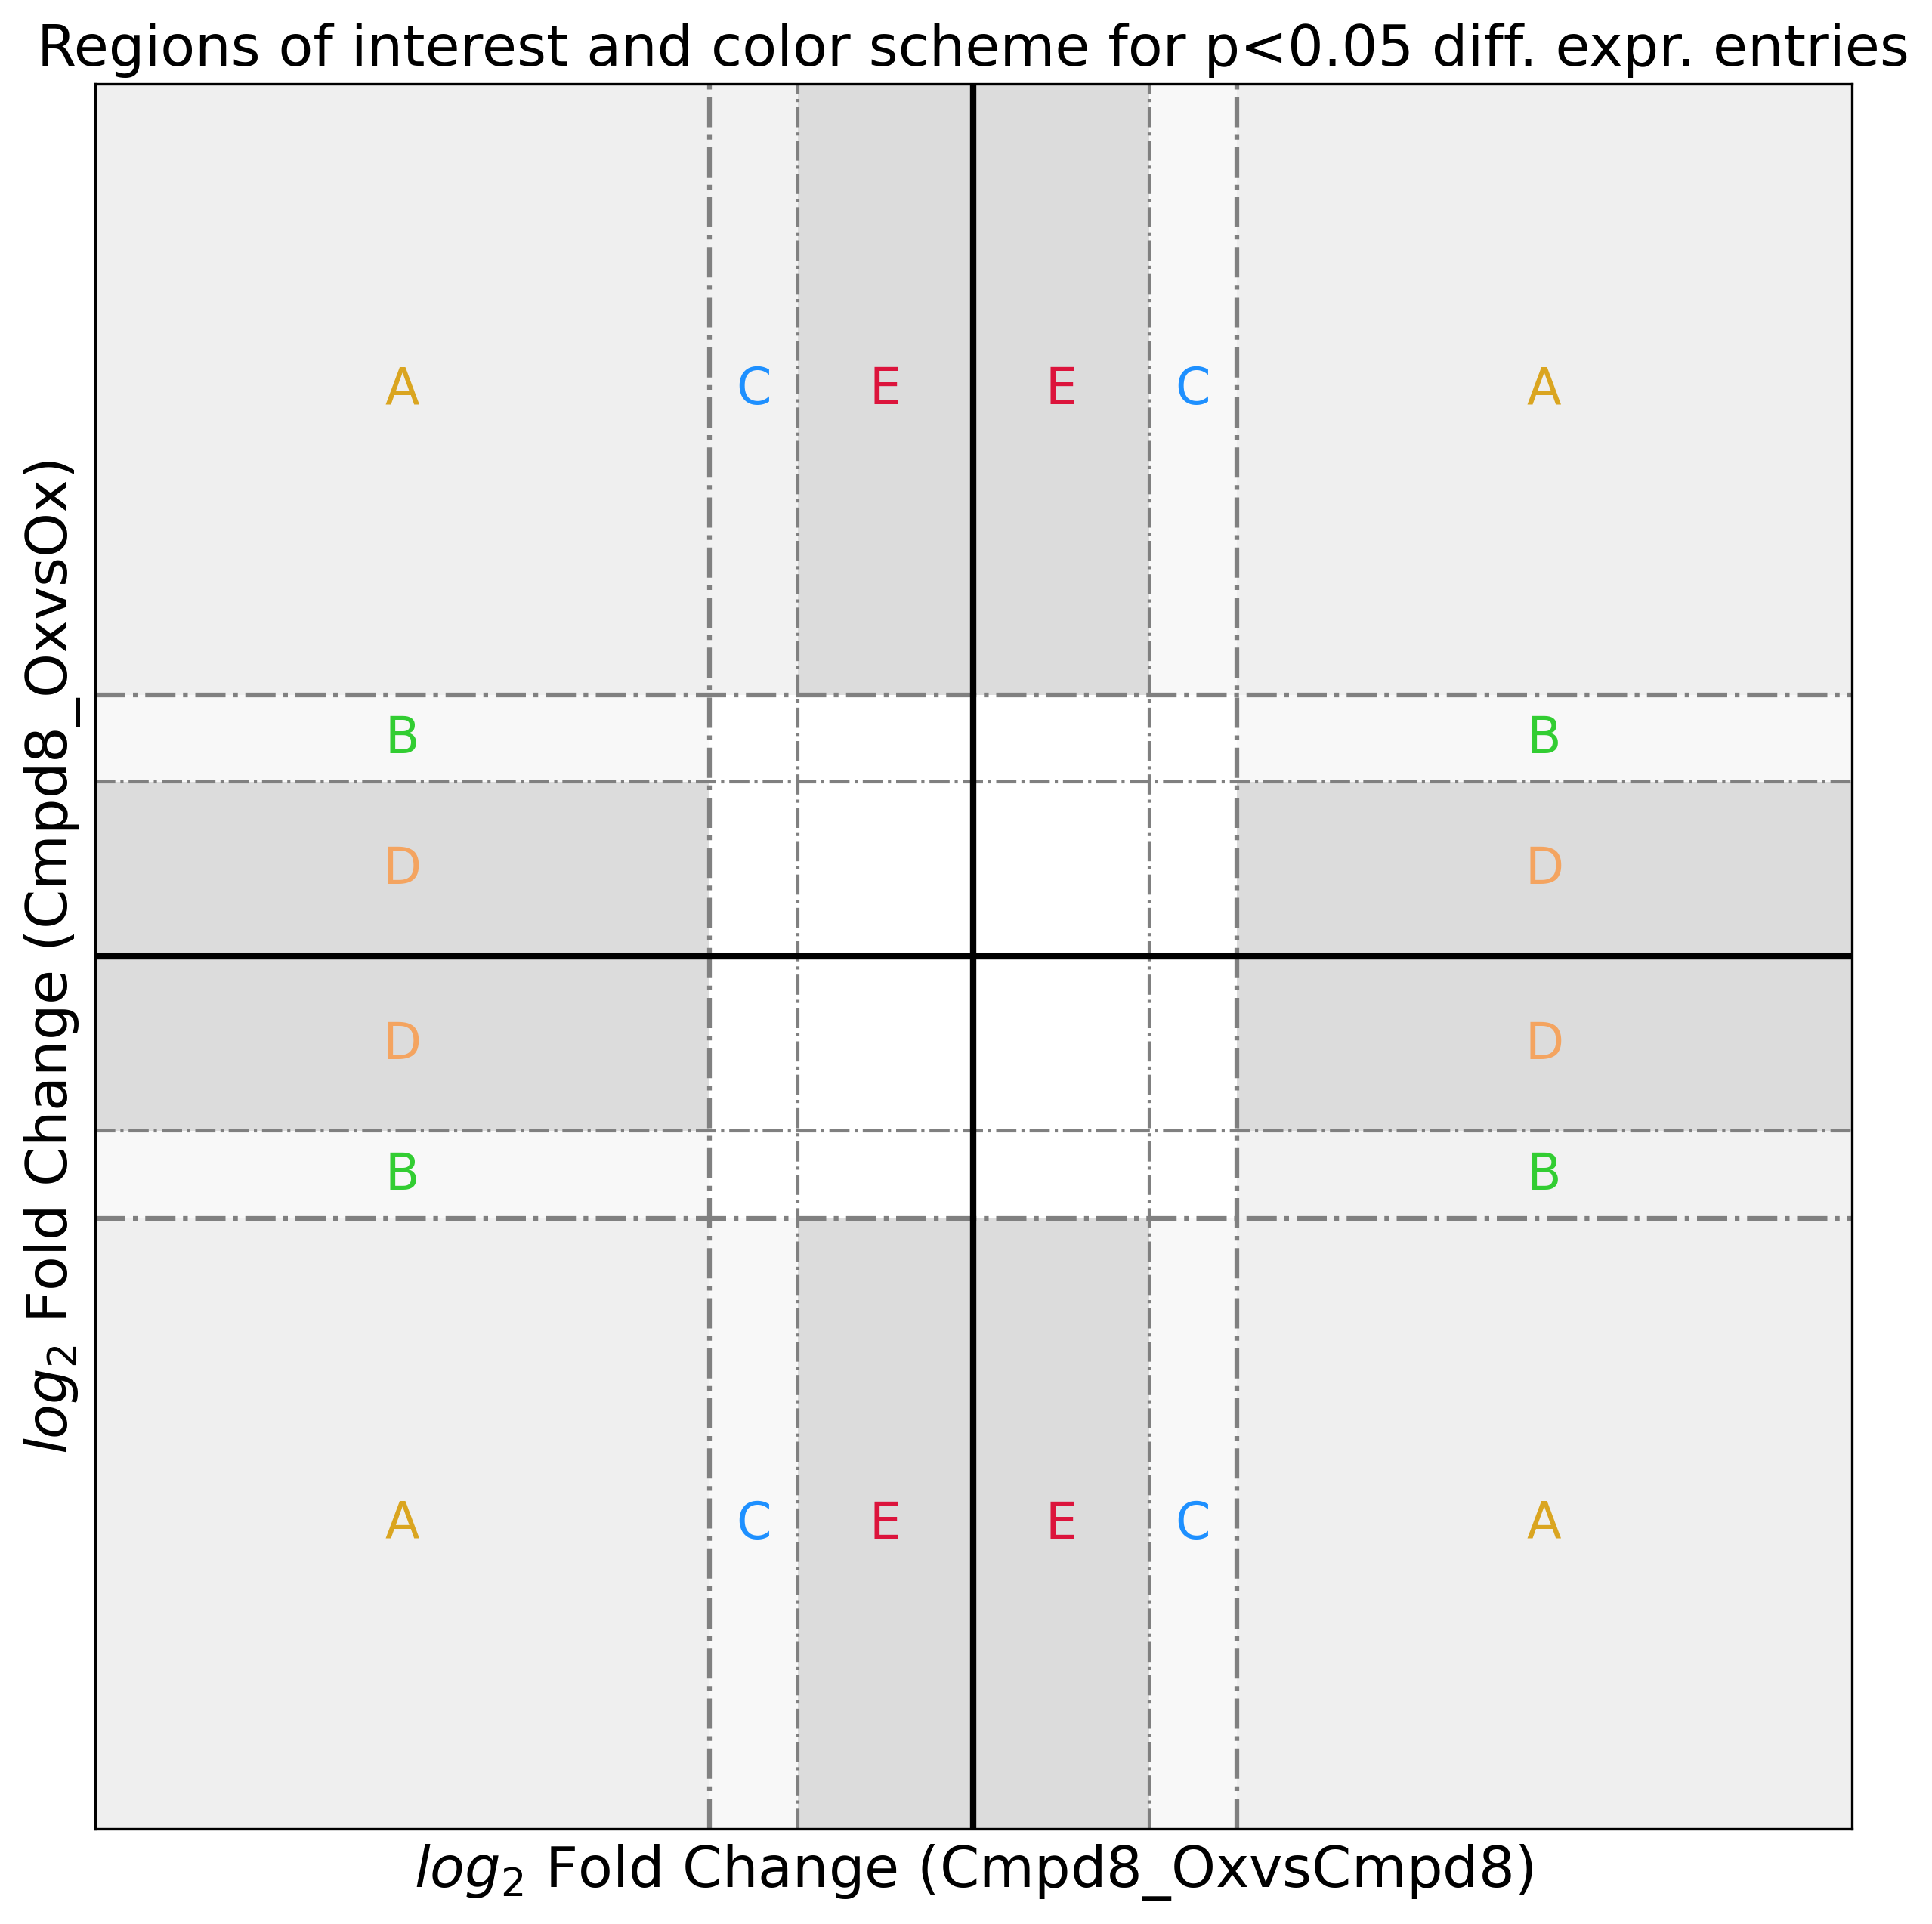 Regions of interest and color scheme for p<0.05 diff. expr. entries
log₂ Fold Change (Cmpd8_OxvsOx)
A C E E C A
B B
D D
D D
B B
A C E E C A
log₂ Fold Change (Cmpd8_OxvsCmpd8)